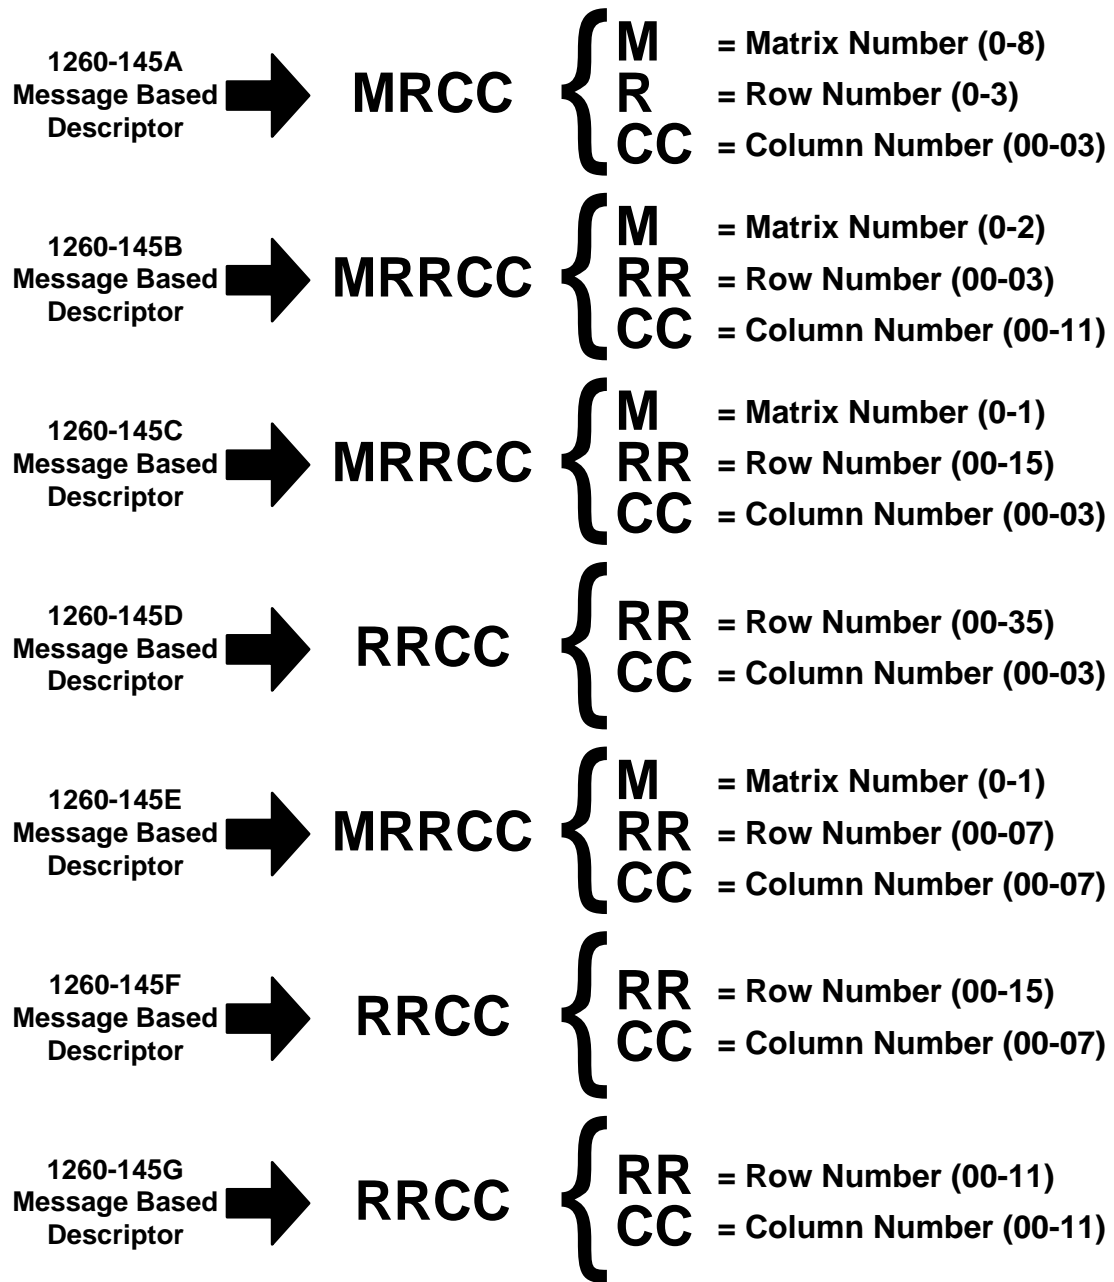 1260-145A
Message Based
Descriptor
MRCC
M = Matrix Number (0-8)
R = Row Number (0-3)
CC = Column Number (00-03)
1260-145B
Message Based
Descriptor
MRRCC
M = Matrix Number (0-2)
RR = Row Number (00-03)
CC = Column Number (00-11)
1260-145C
Message Based
Descriptor
MRRCC
M = Matrix Number (0-1)
RR = Row Number (00-15)
CC = Column Number (00-03)
1260-145D
Message Based
Descriptor
RRCC
RR = Row Number (00-35)
CC = Column Number (00-03)
1260-145E
Message Based
Descriptor
MRRCC
M = Matrix Number (0-1)
RR = Row Number (00-07)
CC = Column Number (00-07)
1260-145F
Message Based
Descriptor
RRCC
RR = Row Number (00-15)
CC = Column Number (00-07)
1260-145G
Message Based
Descriptor
RRCC
RR = Row Number (00-11)
CC = Column Number (00-11)